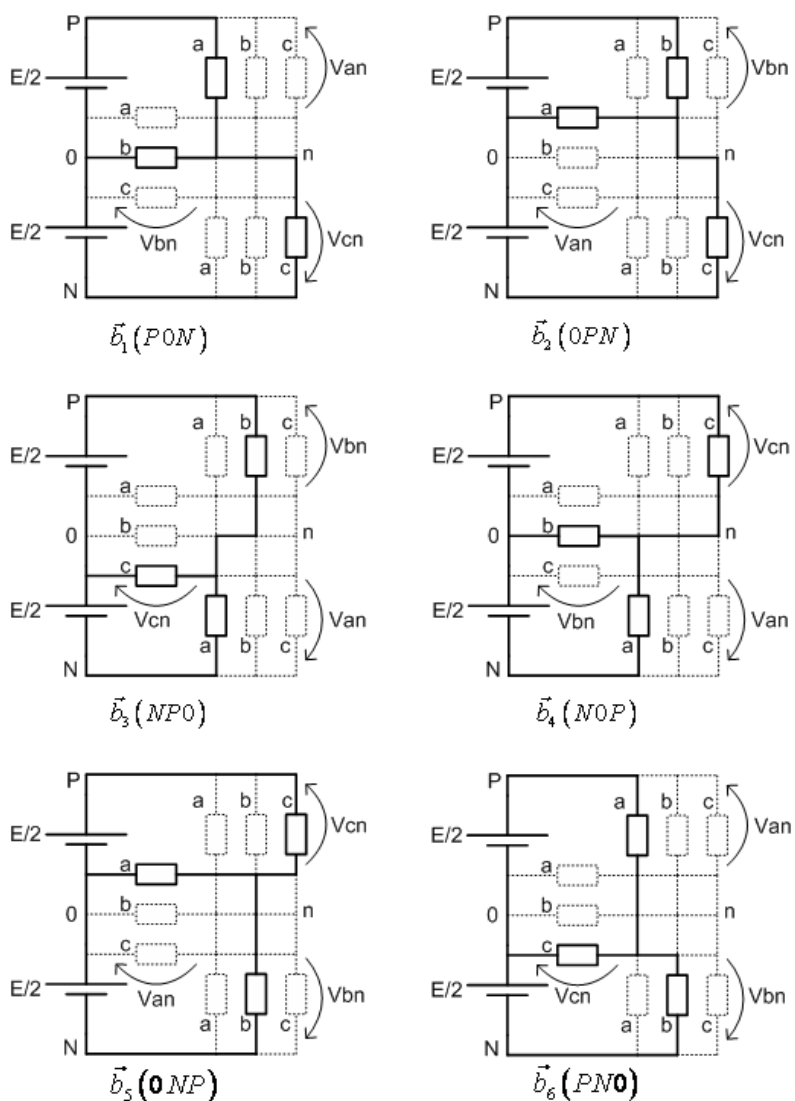 P
a b c
Van
E/2
a
0 b n
c
E/2
Vbn
Vcn
a b c
N
b⃗₁(P0N)
P
a b c
Vbn
E/2
a
0 b n
c
E/2
Van
Vcn
a b c
N
b⃗₂(0PN)
P
a b c
Vbn
E/2
a
0 b n
c
E/2
Vcn
Van
a b c
N
b⃗₃(NP0)
P
a b c
Vcn
E/2
a
0 b n
c
E/2
Vbn
Van
a b c
N
b⃗₄(N0P)
P
a b c
Vcn
E/2
a
0 b n
c
E/2
Van
Vbn
a b c
N
b⃗₅(0NP)
P
a b c
Van
E/2
a
0 b n
c
E/2
Vcn
Vbn
a b c
N
b⃗₆(PN0)